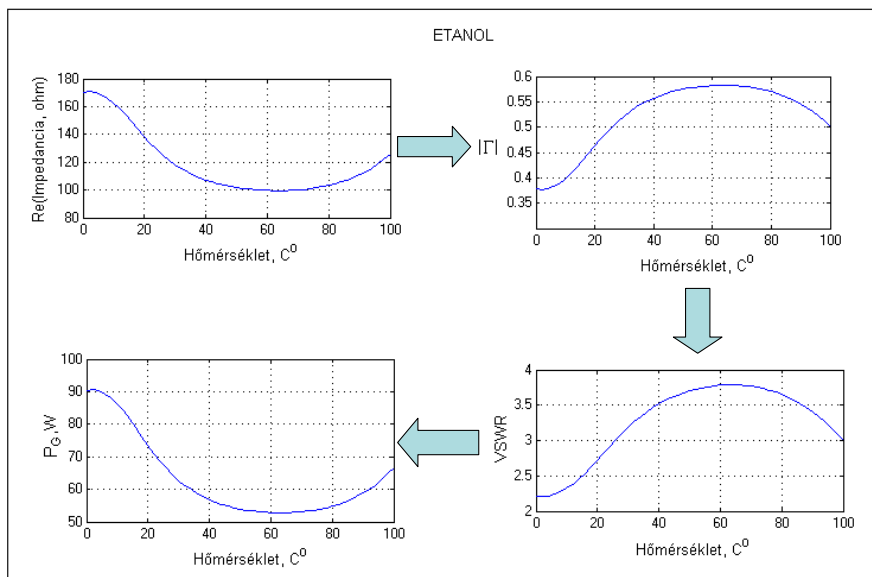 ETANOL
Re(Impedancia, ohm)
180
160
140
120
100
80
0 20 40 60 80 100
Hőmérséklet, C⁰
|Γ|
0.6
0.55
0.5
0.45
0.4
0.35
0 20 40 60 80 100
Hőmérséklet, C⁰
P_G,W
100
90
80
70
60
50
0 20 40 60 80 100
Hőmérséklet, C⁰
VSWR
4
3.5
3
2.5
2
0 20 40 60 80 100
Hőmérséklet, C⁰